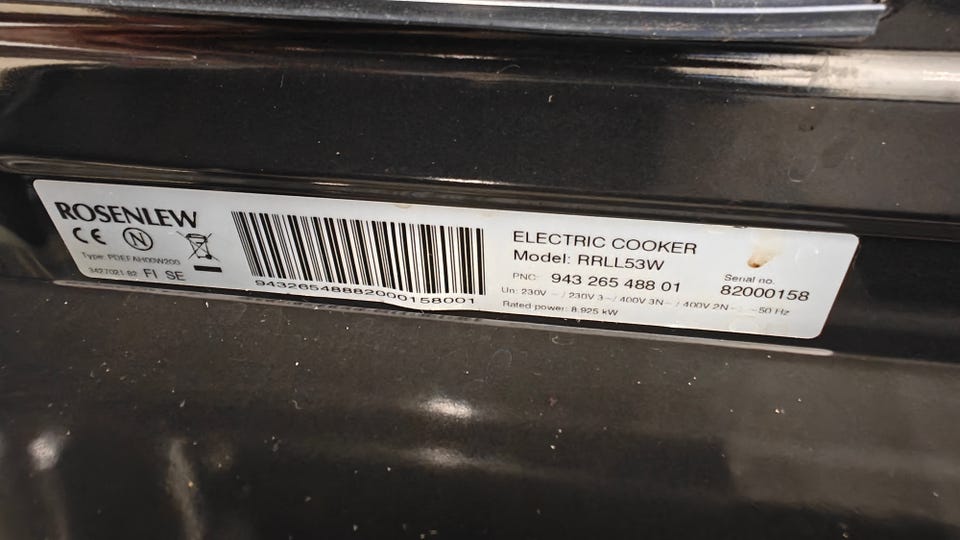 ROSENLEW
CE N
Type: PDEFAH00W200
3427021-82 FI SE
94326548882000158001
ELECTRIC COOKER
Model: RRLL53W
PNC: 943 265 488 01
Serial no.
82000158
Un: 230V ~ / 230V 3~/ 400V 3N~ / 400V 2N~ 50 Hz
Rated power: 8.925 kW